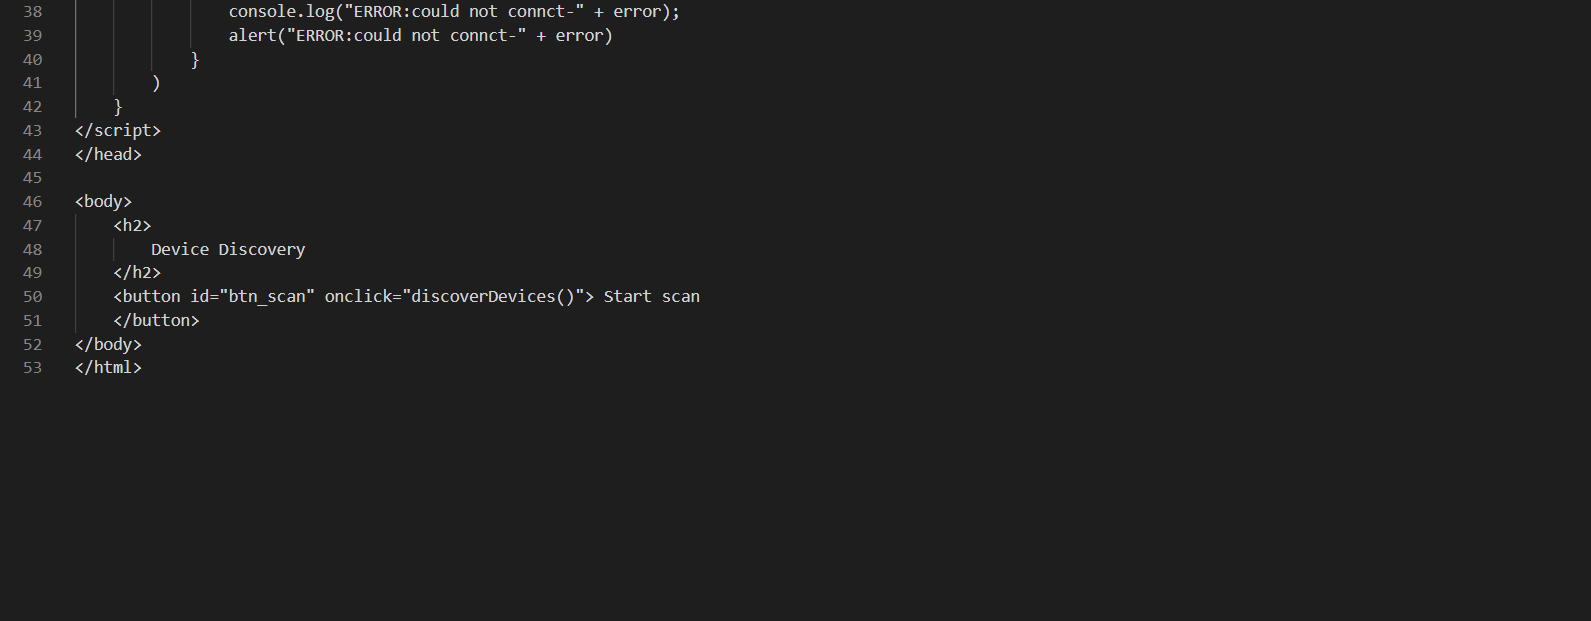 38 console.log("ERROR:could not connct-" + error);
39 alert("ERROR:could not connct-" + error)
40 }
41 )
42 }
43 </script>
44 </head>
45
46 <body>
47 <h2>
48 Device Discovery
49 </h2>
50 <button id="btn_scan" onclick="discoverDevices()"> Start scan
51 </button>
52 </body>
53 </html>